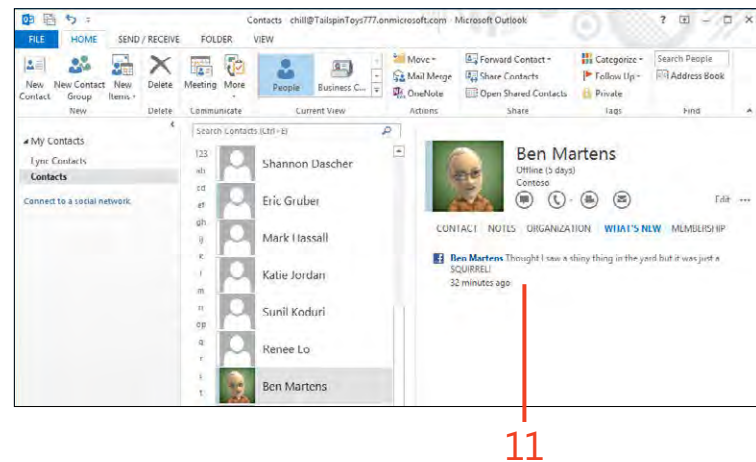 Contacts - chill@TailspinToys777.onmicrosoft.com - Microsoft Outlook
FILE HOME SEND / RECEIVE FOLDER VIEW
New Contact
New Contact Group
New Items
New
Delete
Delete
Meeting
More
Communicate
People
Business C...
Current View
Move
Mail Merge
OneNote
Actions
Forward Contact
Share Contacts
Open Shared Contacts
Share
Categorize
Follow Up
Private
Tags
Search People
Address Book
Find
My Contacts
Lync Contacts
Contacts
Connect to a social network
Search Contacts (Ctrl+E)
123
ab
cd
ef
gh
ij
k
l
m
n
op
q
r
s
t
Shannon Dascher
Eric Gruber
Mark Hassall
Katie Jordan
Sunil Koduri
Renee Lo
Ben Martens
Ben Martens
Offline (5 days)
Contoso
Edit
CONTACT NOTES ORGANIZATION WHAT'S NEW MEMBERSHIP
Ben Martens Thought I saw a shiny thing in the yard but it was just a
SQUIRREL!
32 minutes ago
11